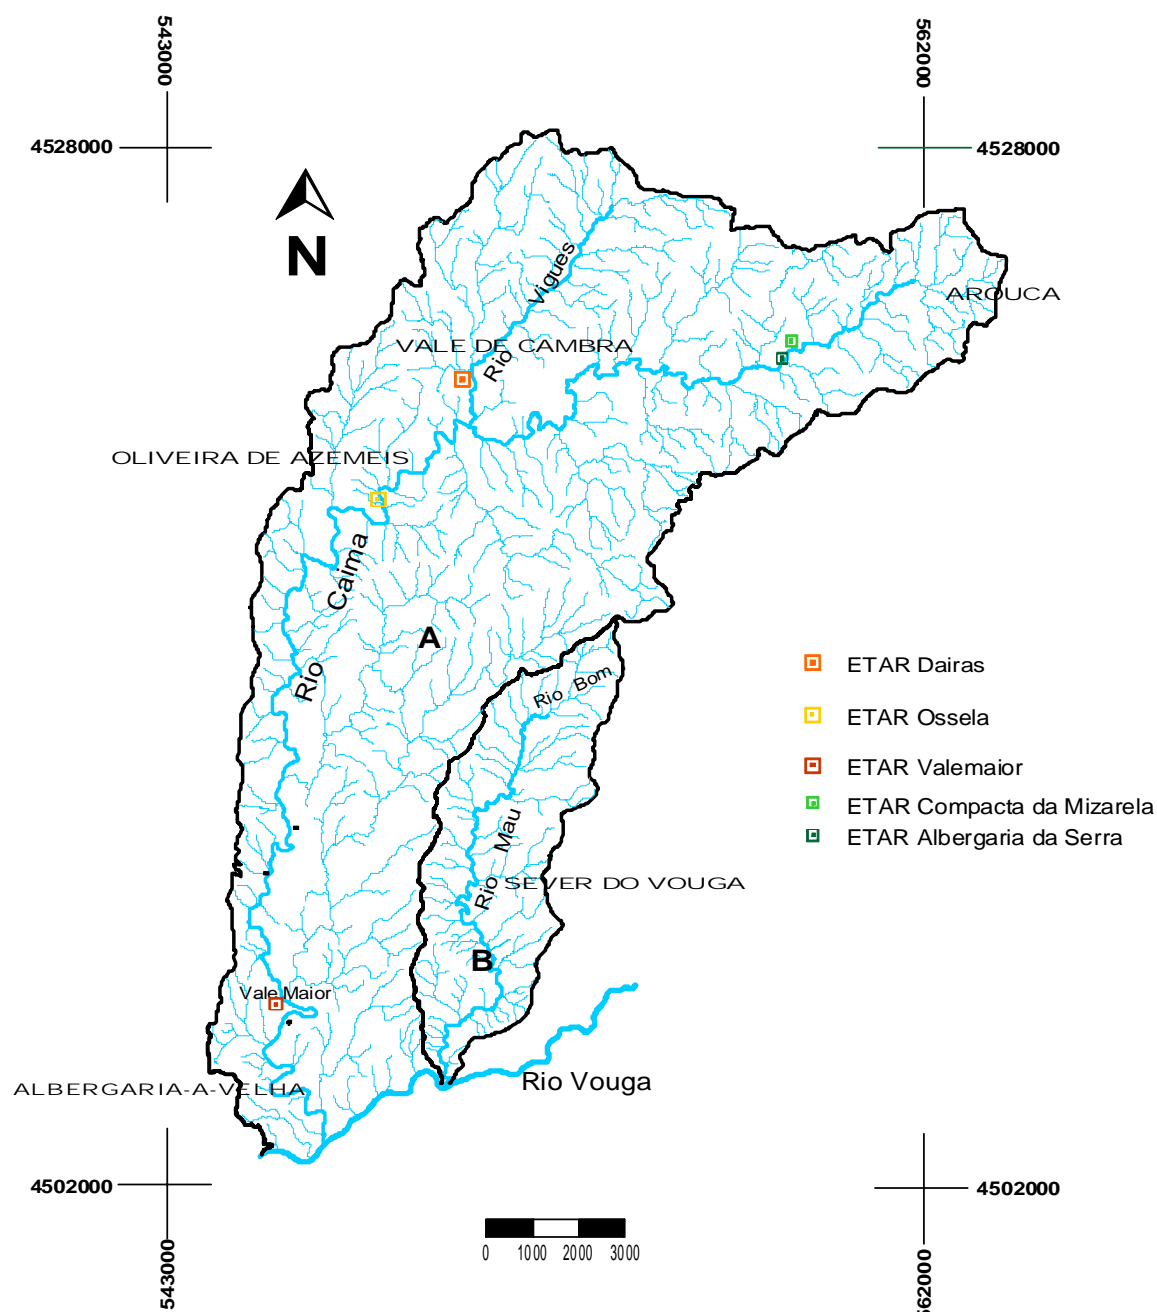 543000
562000
4528000
4528000
N
Rio Vigues
AROUCA
VALE DE CAMBRA
OLIVEIRA DE AZEMEIS
Rio Caima
A
Rio Bom
ETAR Dairas
ETAR Ossela
ETAR Valemaior
ETAR Compacta da Mizarela
ETAR Albergaria da Serra
Rio Mau
SEVER DO VOUGA
B
Vale Maior
Rio Vouga
ALBERGARIA-A-VELHA
4502000
4502000
0 1000 2000 3000
543000
562000